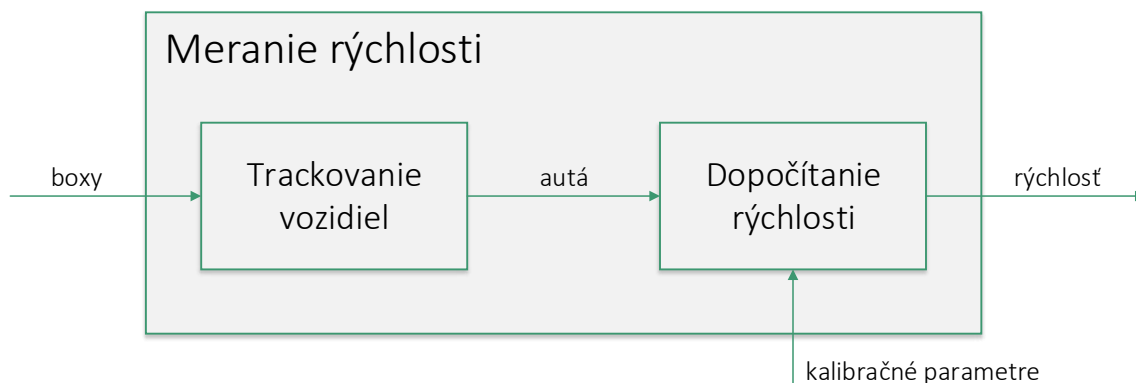 Meranie rýchlosti
boxy
Trackovanie
vozidiel
autá
Dopočítanie
rýchlosti
rýchlosť
kalibračné parametre